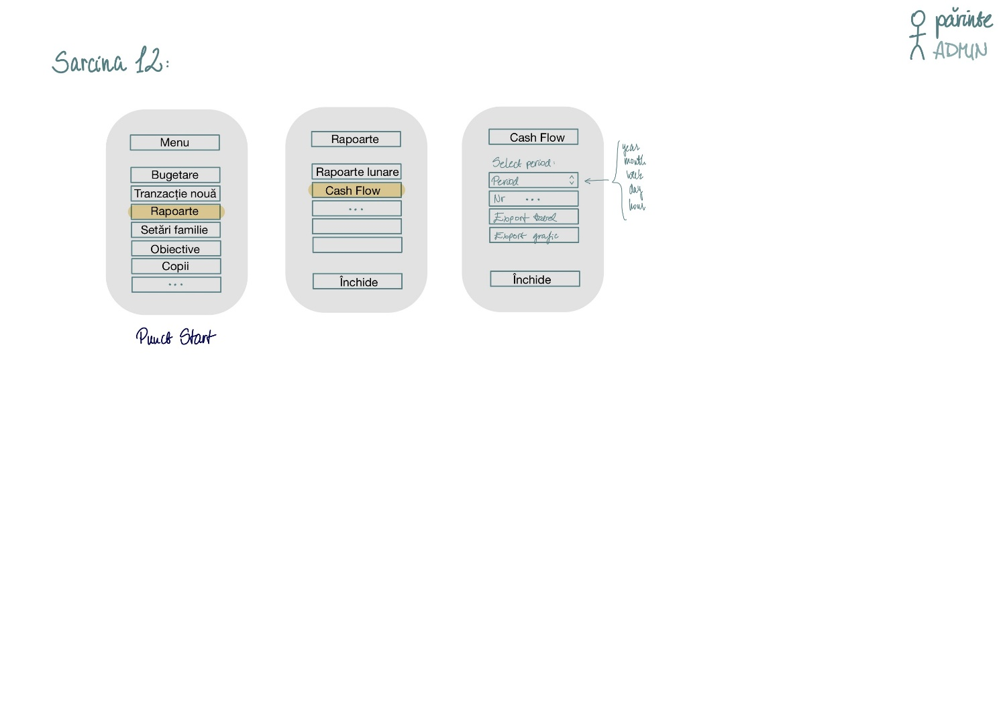 părinte
ADMIN
Sarcina 12:
Menu
Bugetare
Tranzacție nouă
Rapoarte
Setări familie
Obiective
Copii
...
Punct Start
Rapoarte
Rapoarte lunare
Cash Flow
...
Închide
Cash Flow
Select period:
Period
Nr ...
Export
Export grafic
Închide
year
month
week
day
hour